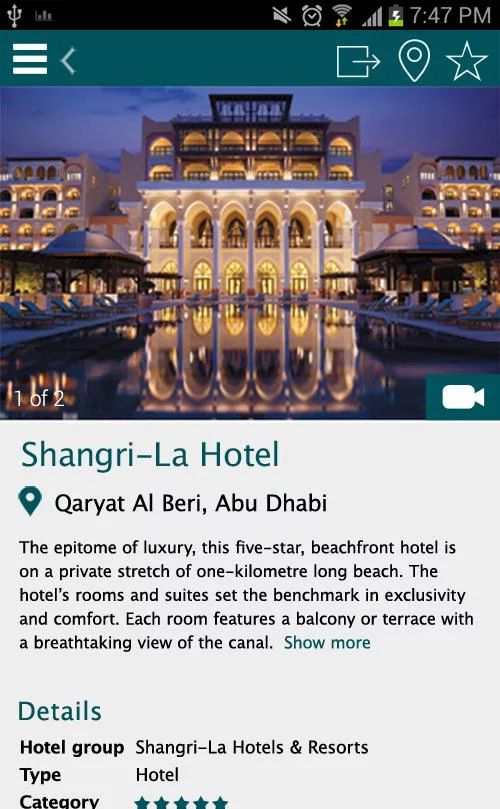 7:47 PM
1 of 2
Shangri-La Hotel
Qaryat Al Beri, Abu Dhabi
The epitome of luxury, this five-star, beachfront hotel is
on a private stretch of one-kilometre long beach. The
hotel's rooms and suites set the benchmark in exclusivity
and comfort. Each room features a balcony or terrace with
a breathtaking view of the canal. Show more
Details
Hotel group Shangri-La Hotels & Resorts
Type Hotel
Category